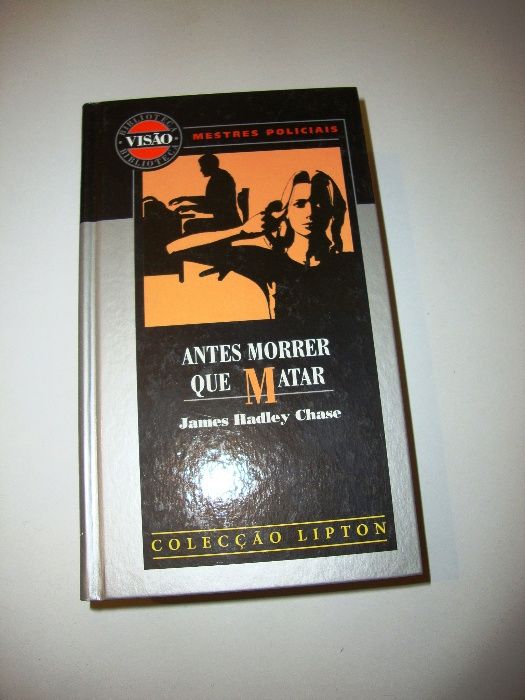 BIBLIOTECA
VISÃO
BIBLIOTECA
MESTRES POLICIAIS
ANTES MORRER
QUE MATAR
James Hadley Chase
COLECÇÃO LIPTON